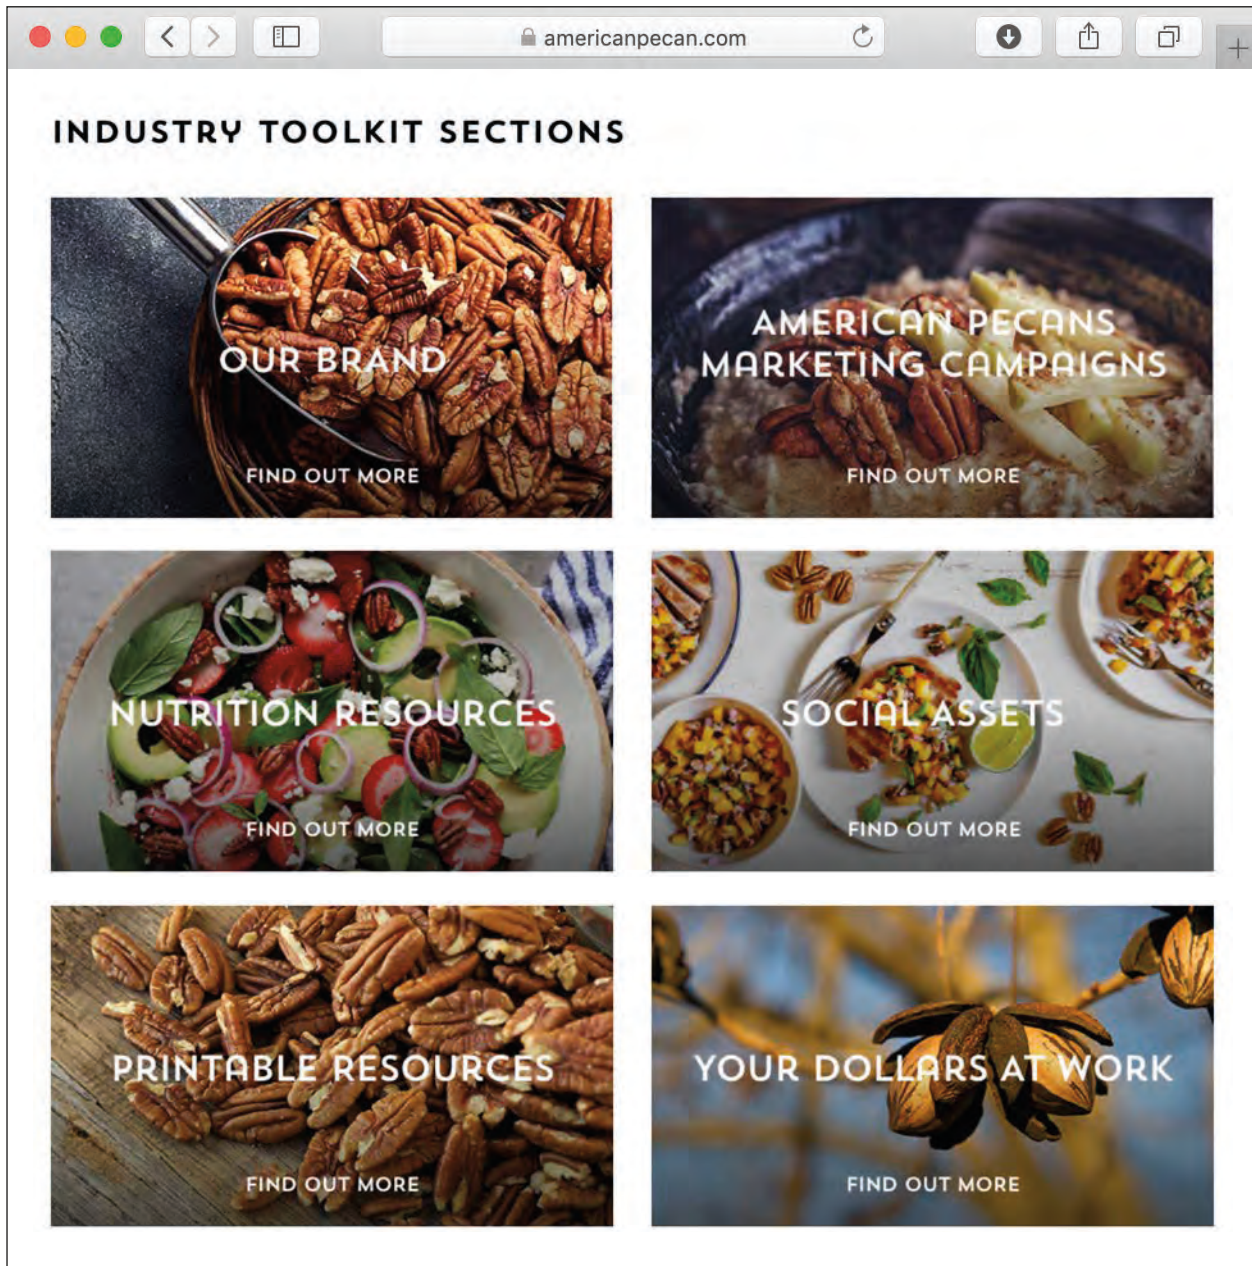 americanpecan.com
INDUSTRY TOOLKIT SECTIONS
OUR BRAND
FIND OUT MORE
AMERICAN PECANS
MARKETING CAMPAIGNS
FIND OUT MORE
NUTRITION RESOURCES
FIND OUT MORE
SOCIAL ASSETS
FIND OUT MORE
PRINTABLE RESOURCES
FIND OUT MORE
YOUR DOLLARS AT WORK
FIND OUT MORE